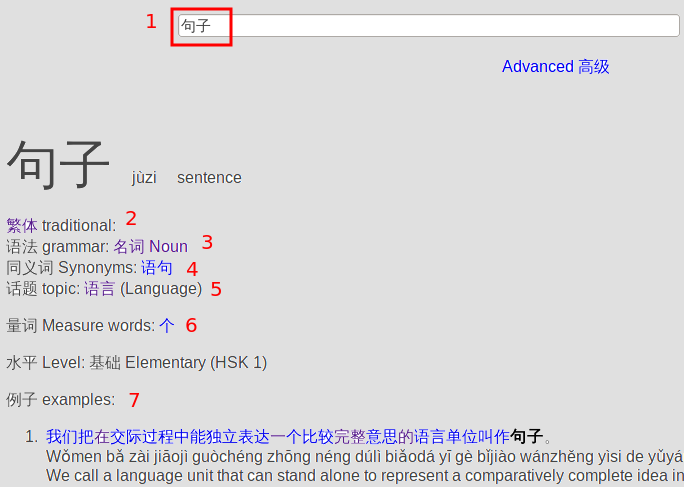 1 句子
Advanced 高级
句子 jùzi sentence
繁体 traditional: 2
语法 grammar: 名词 Noun 3
同义词 Synonyms: 语句 4
话题 topic: 语言 (Language) 5
量词 Measure words: 个 6
水平 Level: 基础 Elementary (HSK 1)
例子 examples: 7
1. 我们把在交际过程中能独立表达一个比较完整意思的语言单位叫作句子。
Wǒmen bǎ zài jiāojì guòchéng zhōng néng dúlì biǎodá yī gè bǐjiào wánzhěng yìsi de yǔyá
We call a language unit that can stand alone to represent a comparatively complete idea in